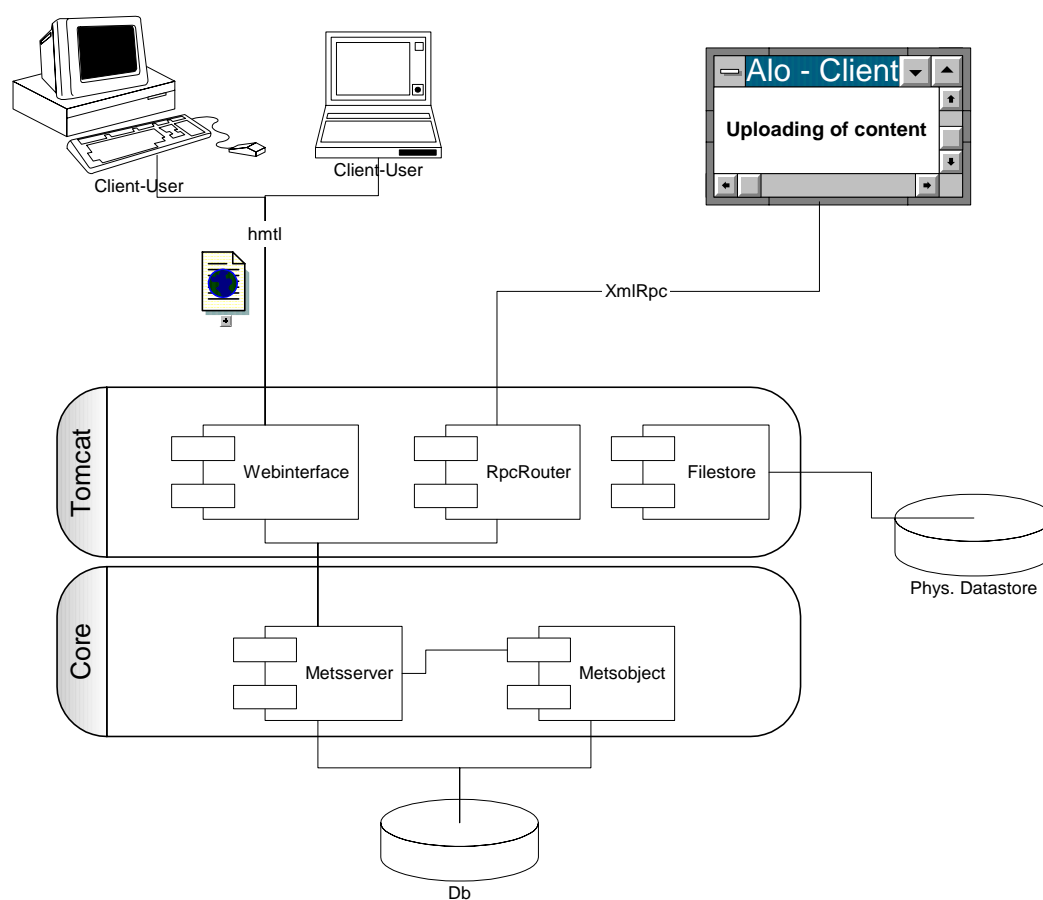 Alo - Client
Uploading of content
Client-User
Client-User
hmtl
XmlRpc
Tomcat
Webinterface
RpcRouter
Filestore
Phys. Datastore
Core
Metsserver
Metsobject
Db